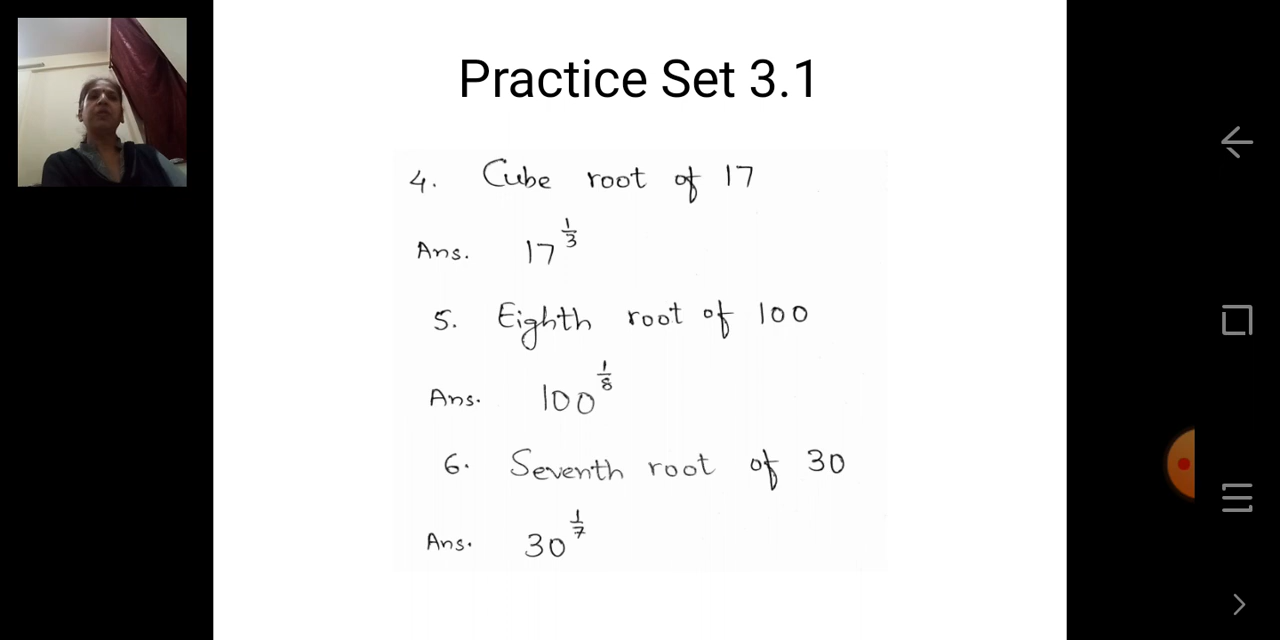 Practice Set 3.1
4. Cube root of 17
Ans. 17^(1/3)
5. Eighth root of 100
Ans. 100^(1/8)
6. Seventh root of 30
Ans. 30^(1/7)